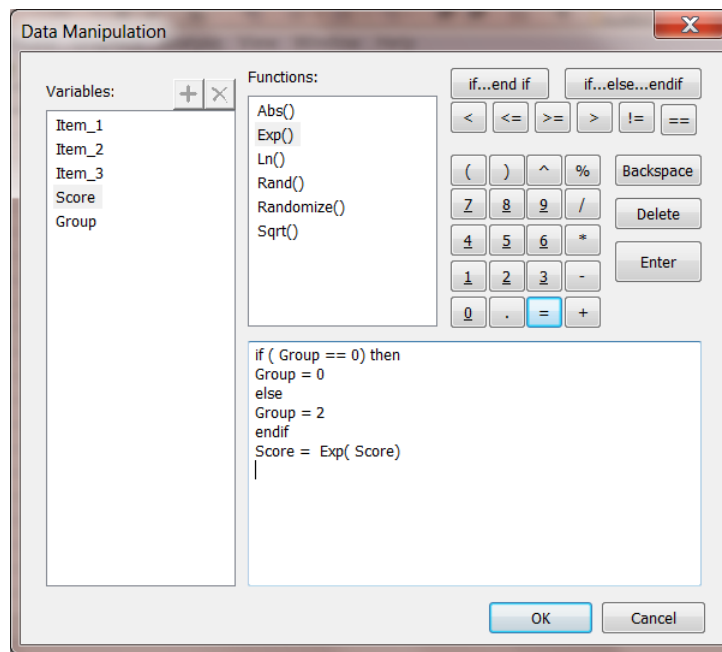 Data Manipulation
X
Variables:
+ ×
Item_1
Item_2
Item_3
Score
Group
Functions:
Abs()
Exp()
Ln()
Rand()
Randomize()
Sqrt()
if...end if
if...else...endif
< <= >= > != ==
( ) ^ % Backspace
7 8 9 / Delete
4 5 6 * Enter
1 2 3 -
0 . = +
if ( Group == 0) then
Group = 0
else
Group = 2
endif
Score =  Exp( Score)
OK
Cancel